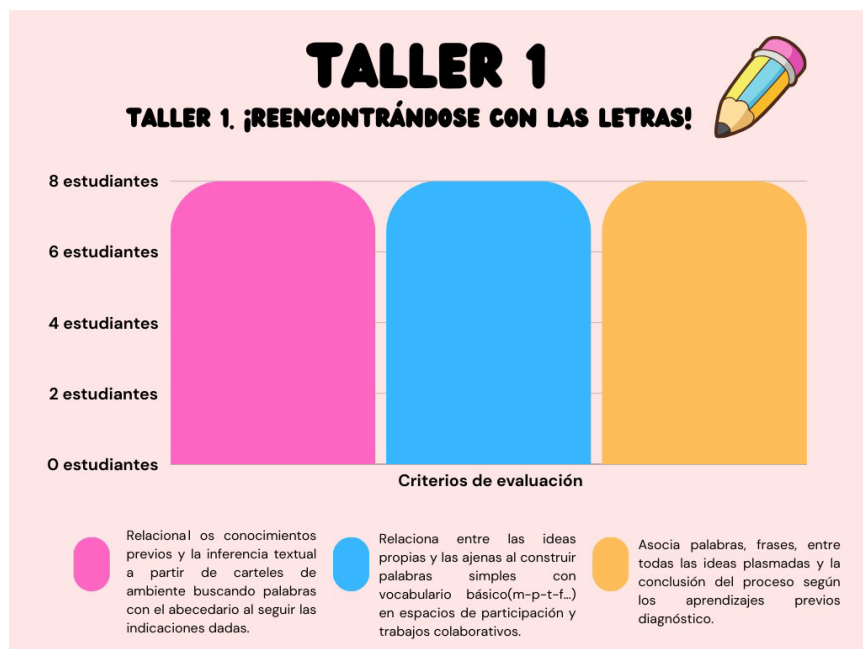 TALLER 1
TALLER 1. ¡REENCONTRÁNDOSE CON LAS LETRAS!
8 estudiantes
6 estudiantes
4 estudiantes
2 estudiantes
0 estudiantes
Criterios de evaluación
Relacional os conocimientos
previos y la inferencia textual
a partir de carteles de
ambiente buscando palabras
con el abecedario al seguir las
indicaciones dadas.
Relaciona entre las ideas
propias y las ajenas al construir
palabras simples con
vocabulario básico(m-p-t-f...)
en espacios de participación y
trabajos colaborativos.
Asocia palabras, frases, entre
todas las ideas plasmadas y la
conclusión del proceso según
los aprendizajes previos
diagnóstico.